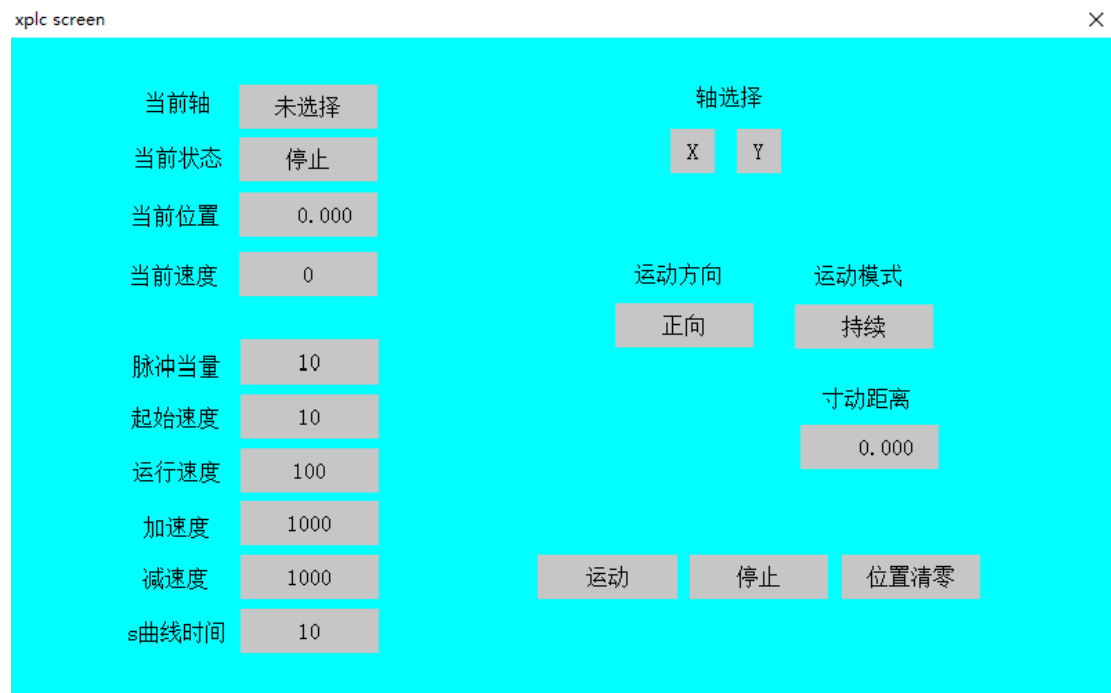 xplc screen
当前轴 未选择
当前状态 停止
当前位置 0.000
当前速度 0
脉冲当量 10
起始速度 10
运行速度 100
加速度 1000
减速度 1000
s曲线时间 10
轴选择
X Y
运动方向 运动模式
正向 持续
寸动距离
0.000
运动 停止 位置清零